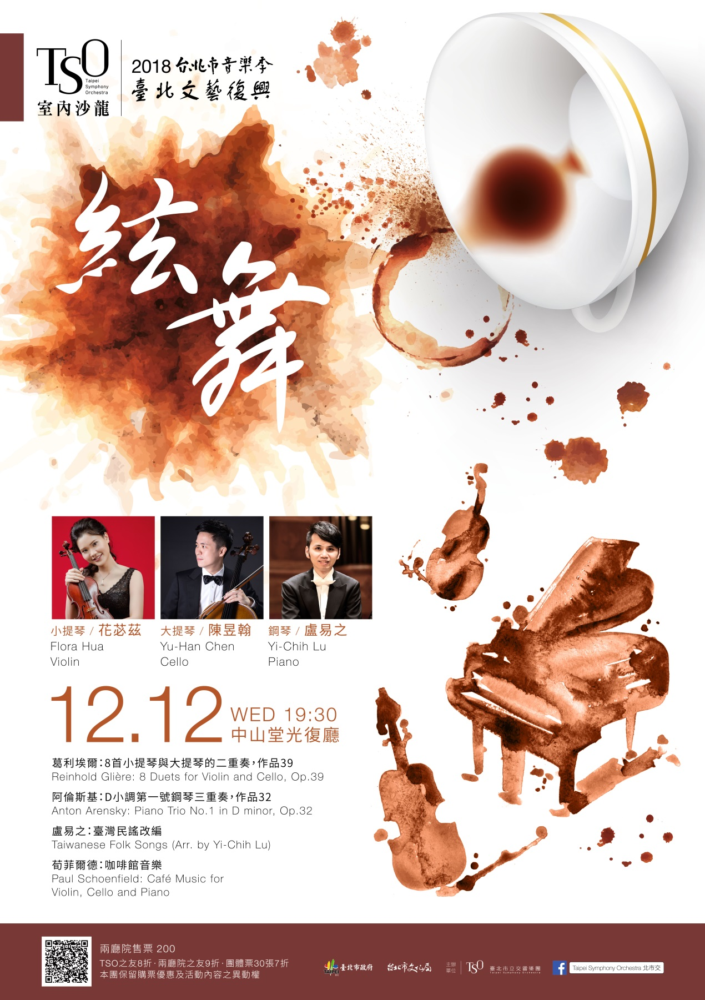 TSO
Taipei
Symphony
Orchestra
室內沙龍
2018 台北市音樂季
臺北文藝復興
絃舞
小提琴 / 花苾茲
Flora Hua
Violin
大提琴 / 陳昱翰
Yu-Han Chen
Cello
鋼琴 / 盧易之
Yi-Chih Lu
Piano
12.12
WED 19:30
中山堂光復廳
葛利埃爾：8首小提琴與大提琴的二重奏，作品39
Reinhold Glière: 8 Duets for Violin and Cello, Op.39
阿倫斯基：D小調第一號鋼琴三重奏，作品32
Anton Arensky: Piano Trio No.1 in D minor, Op.32
盧易之：臺灣民謠改編
Taiwanese Folk Songs (Arr. by Yi-Chih Lu)
荀菲爾德：咖啡館音樂
Paul Schoenfield: Café Music for
Violin, Cello and Piano
兩廳院售票 200
TSO之友8折·兩廳院之友9折·團體票30張7折
本團保留購票優惠及活動內容之異動權
TAIPEI
臺北市政府
台北市文化局
主辦
單位
TSO
臺北市立交響樂團
Taipei Symphony Orchestra
Taipei Symphony Orchestra 北市交